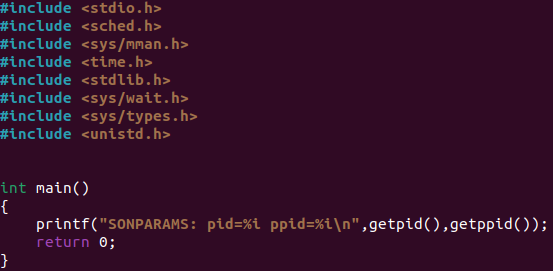 #include <stdio.h>
#include <sched.h>
#include <sys/mman.h>
#include <time.h>
#include <stdlib.h>
#include <sys/wait.h>
#include <sys/types.h>
#include <unistd.h>
int main()
{
    printf("SONPARAMS: pid=%i ppid=%i\n",getpid(),getppid());
    return 0;
}